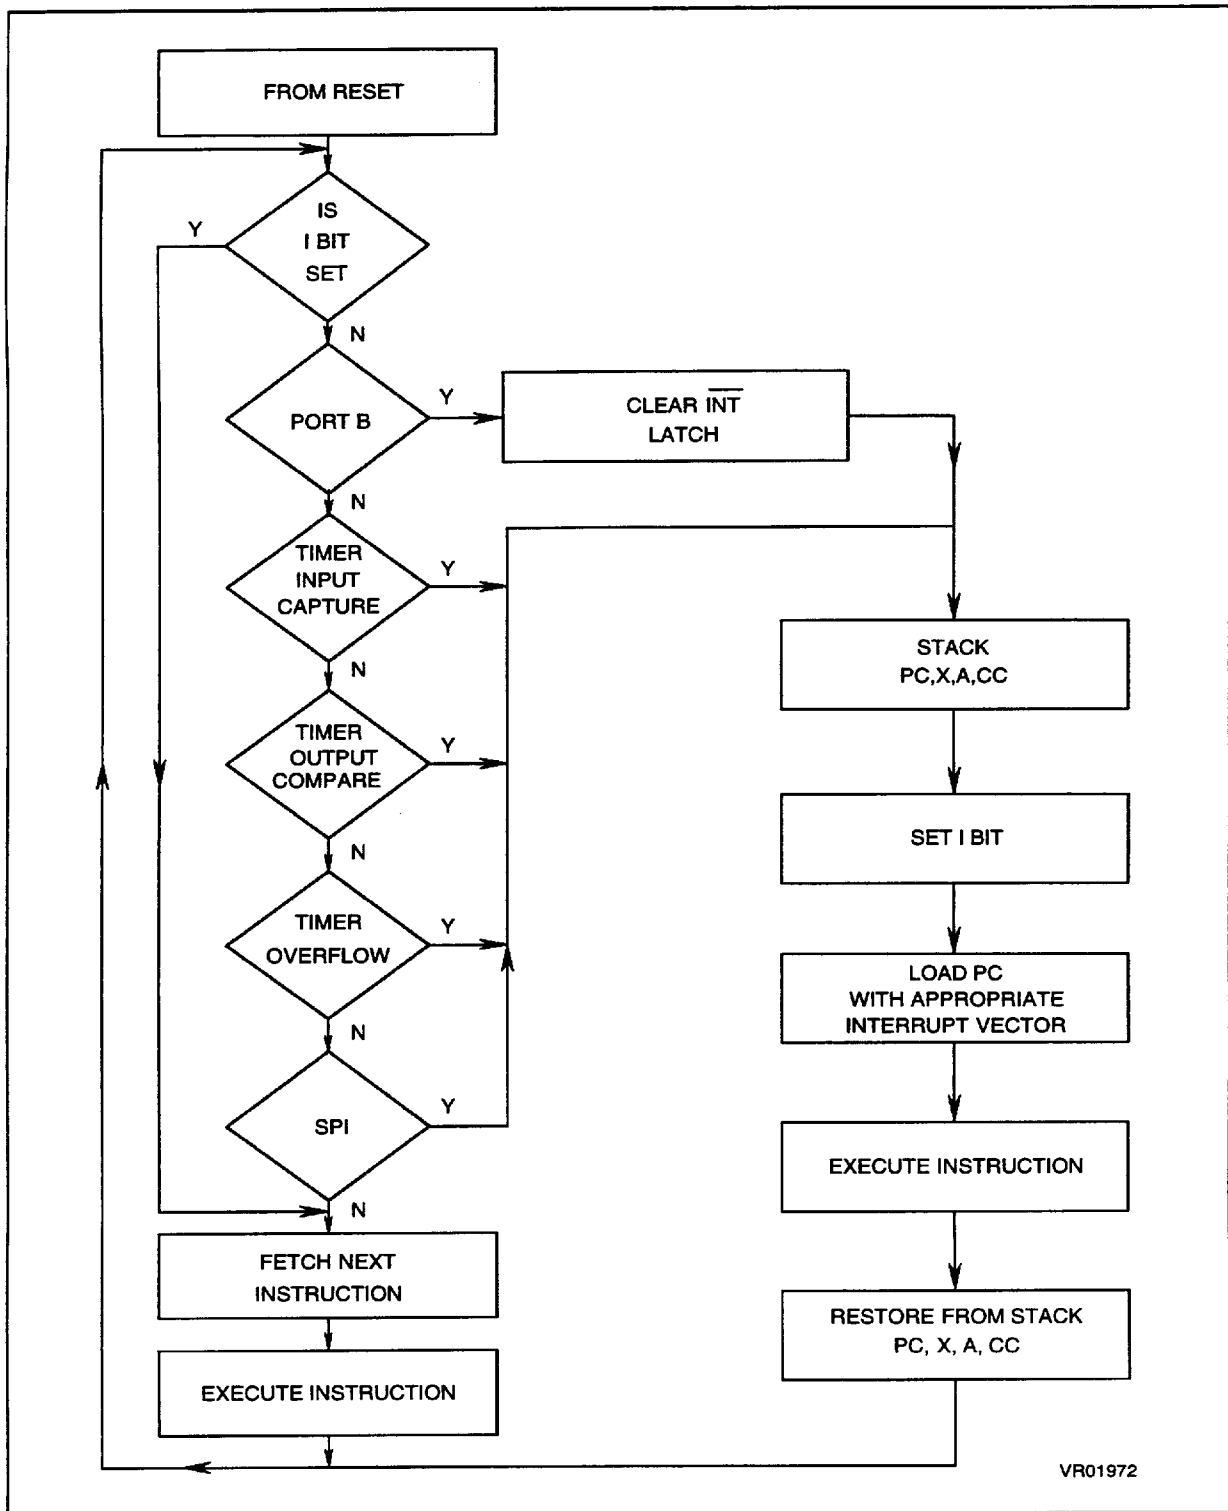 FROM RESET
IS
I BIT
SET
Y
N
PORT B
Y
CLEAR INT
LATCH
N
TIMER
INPUT
CAPTURE
Y
N
TIMER
OUTPUT
COMPARE
Y
N
TIMER
OVERFLOW
Y
N
SPI
Y
N
FETCH NEXT
INSTRUCTION
EXECUTE INSTRUCTION
STACK
PC,X,A,CC
SET I BIT
LOAD PC
WITH APPROPRIATE
INTERRUPT VECTOR
EXECUTE INSTRUCTION
RESTORE FROM STACK
PC, X, A, CC
VR01972